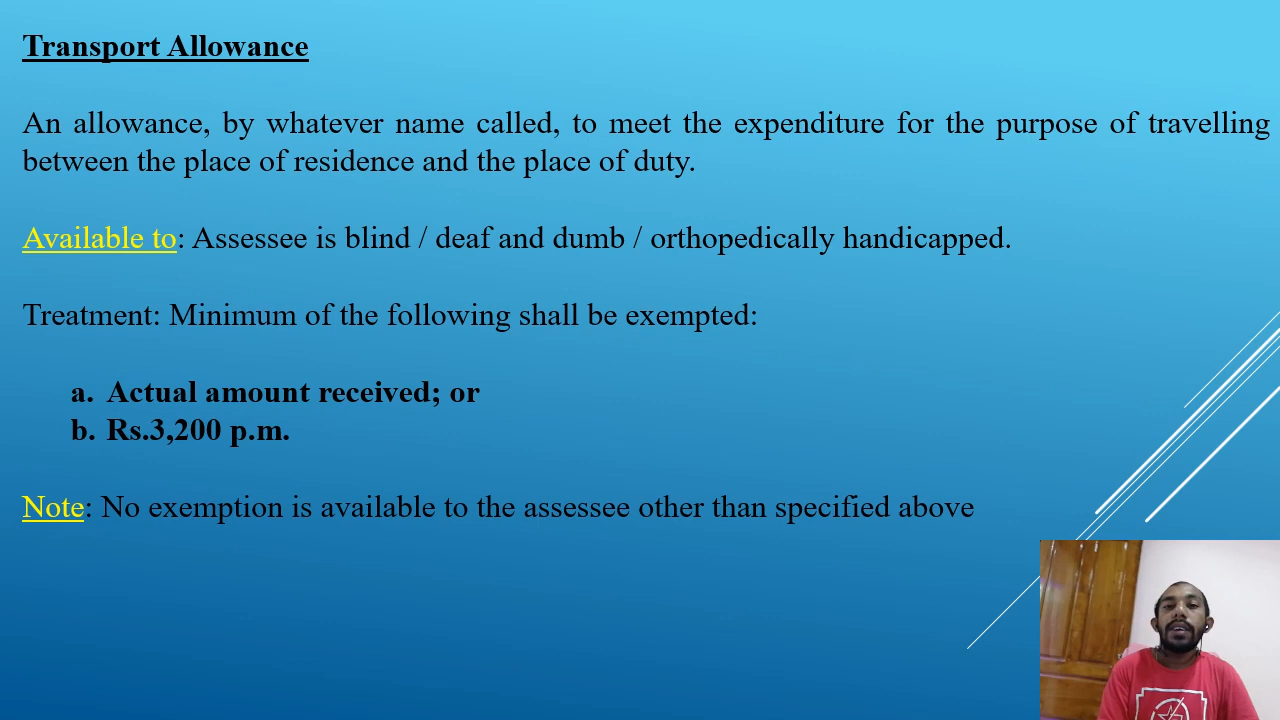 Transport Allowance
An allowance, by whatever name called, to meet the expenditure for the purpose of travelling
between the place of residence and the place of duty.
Available to: Assessee is blind / deaf and dumb / orthopedically handicapped.
Treatment: Minimum of the following shall be exempted:
a. Actual amount received; or
b. Rs.3,200 p.m.
Note: No exemption is available to the assessee other than specified above